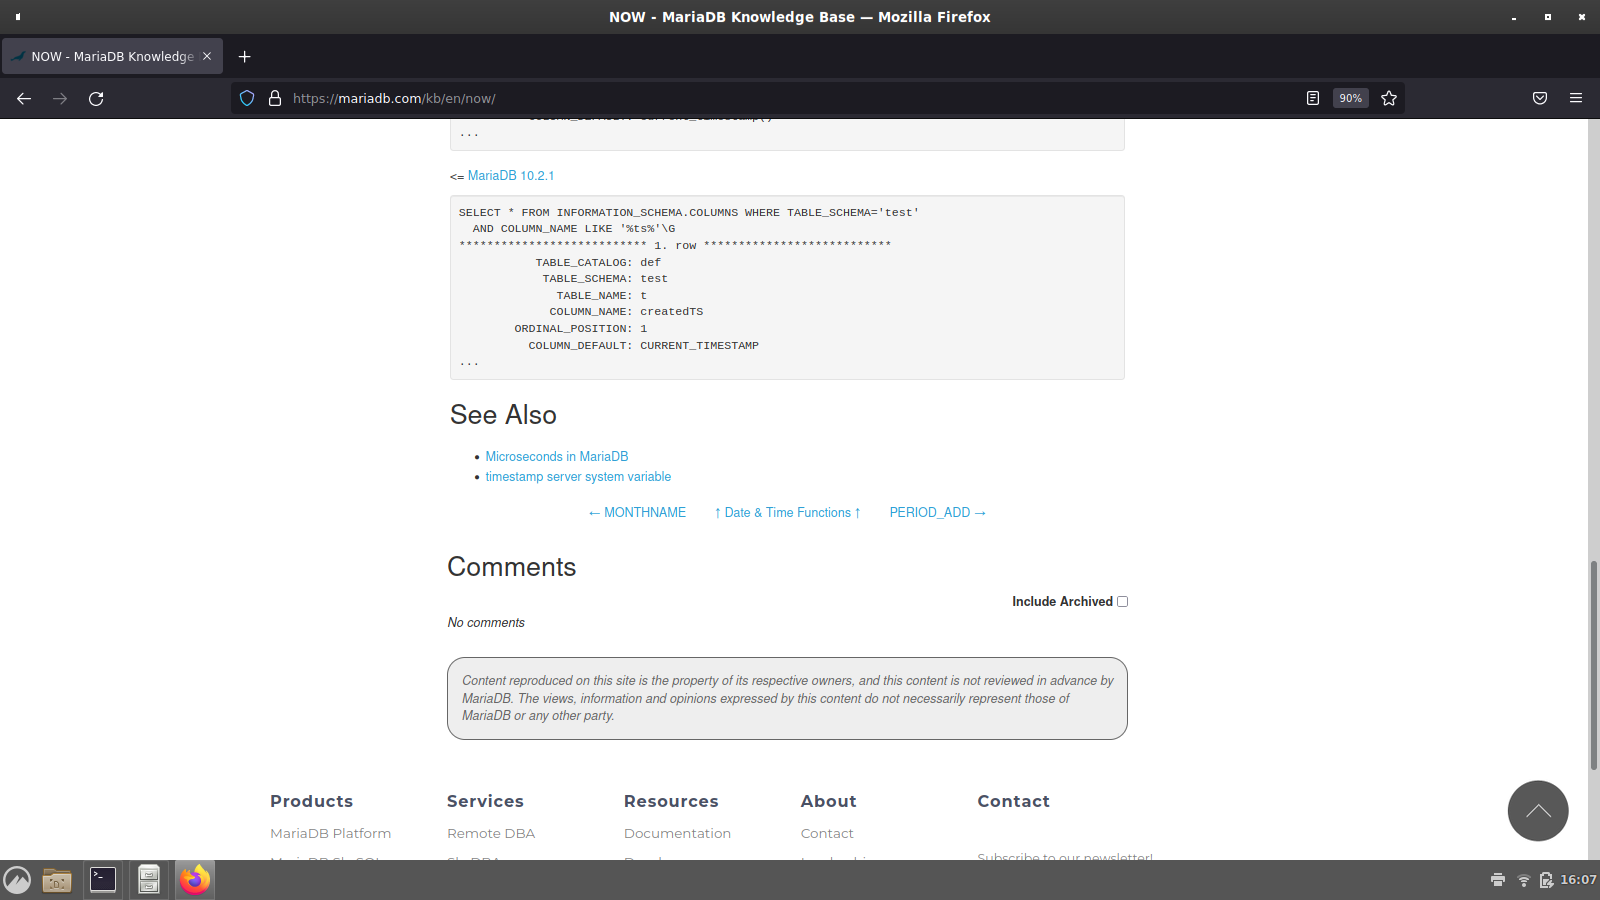 NOW - MariaDB Knowledge Base — Mozilla Firefox
NOW - MariaDB Knowledge
https://mariadb.com/kb/en/now/
90%
...
<= MariaDB 10.2.1
SELECT * FROM INFORMATION_SCHEMA.COLUMNS WHERE TABLE_SCHEMA='test'
AND COLUMN_NAME LIKE '%ts%'\G
*************************** 1. row ***************************
TABLE_CATALOG: def
TABLE_SCHEMA: test
TABLE_NAME: t
COLUMN_NAME: createdTS
ORDINAL_POSITION: 1
COLUMN_DEFAULT: CURRENT_TIMESTAMP
...
See Also
• Microseconds in MariaDB
• timestamp server system variable
← MONTHNAME ↑ Date & Time Functions ↑ PERIOD_ADD →
Comments
Include Archived
No comments
Content reproduced on this site is the property of its respective owners, and this content is not reviewed in advance by
MariaDB. The views, information and opinions expressed by this content do not necessarily represent those of
MariaDB or any other party.
Products Services Resources About Contact
MariaDB Platform Remote DBA Documentation Contact
Subscribe to our newsletter!
16:07